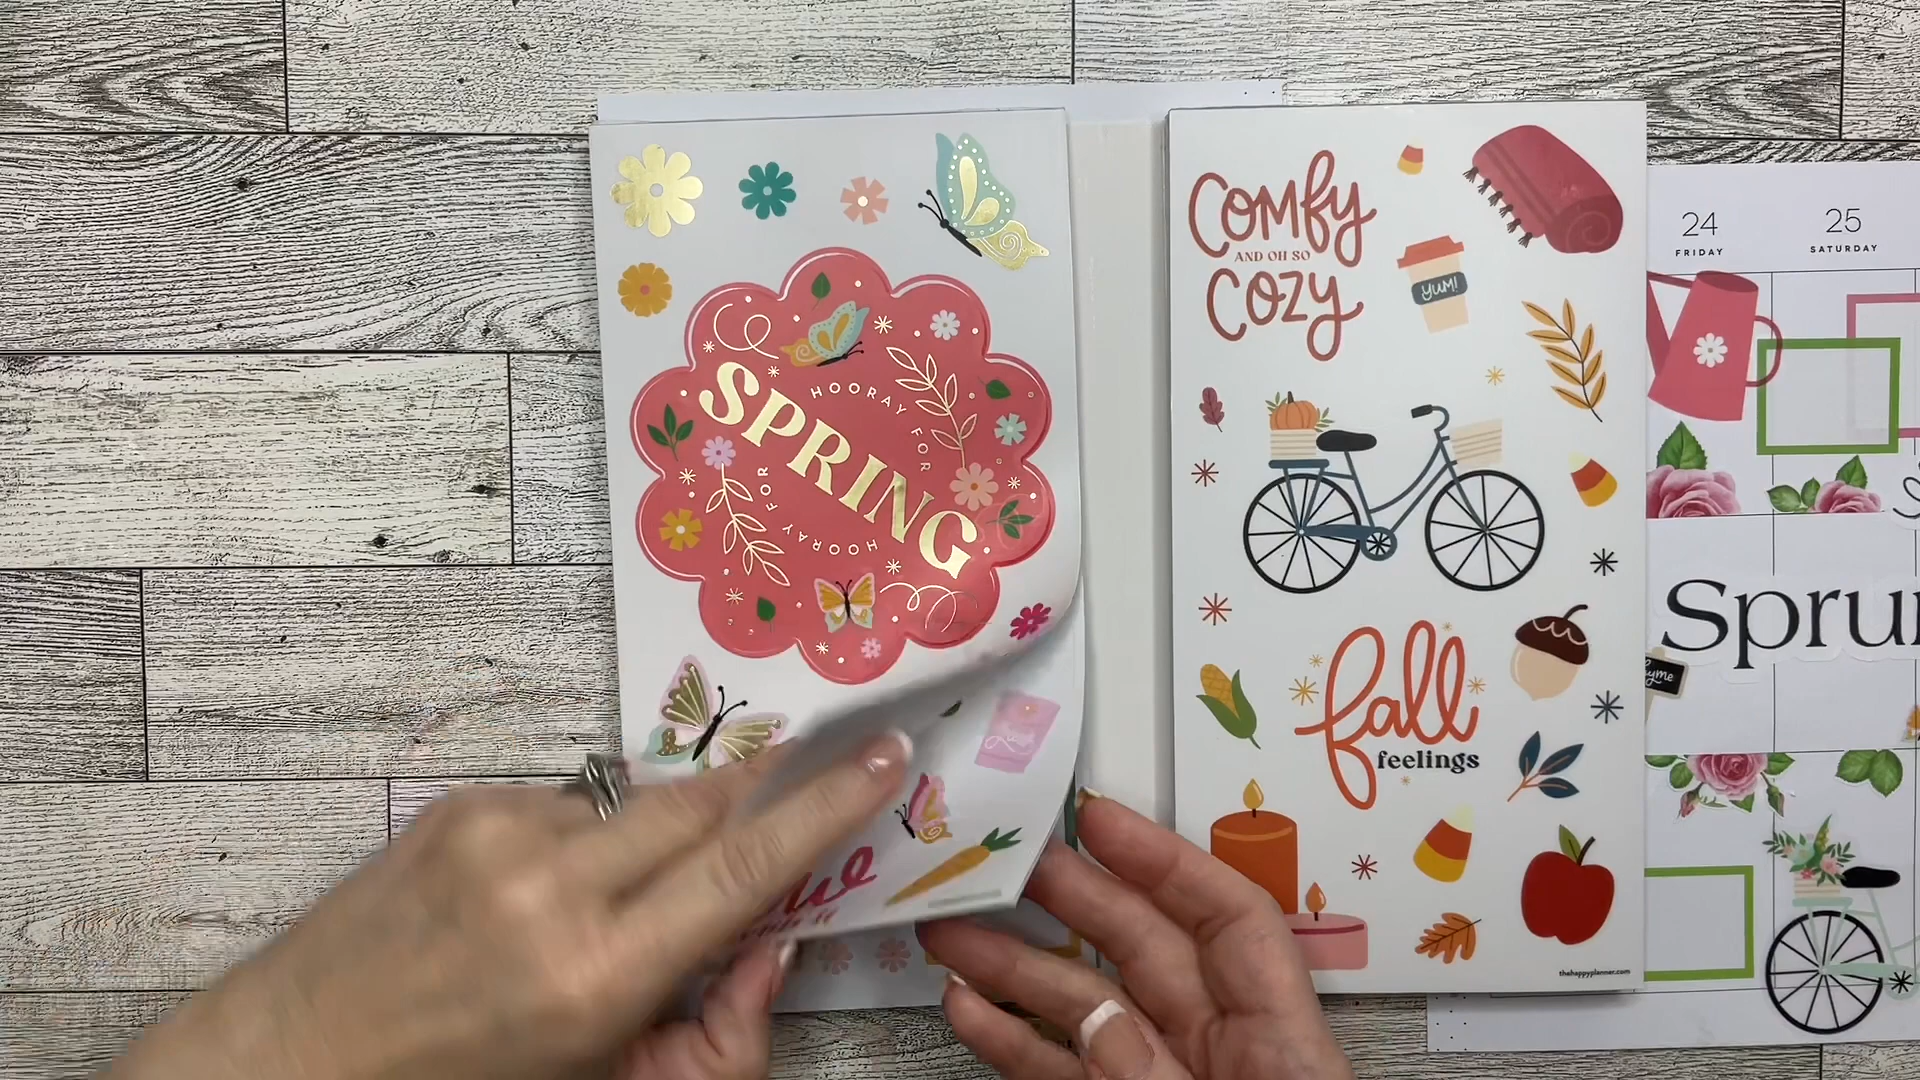 HOORAY FOR
SPRING
HOORAY FOR
COMFY
AND OH SO
COZY
YUM!
fall
feelings
thehappyplanner.com
24
FRIDAY
25
SATURDAY